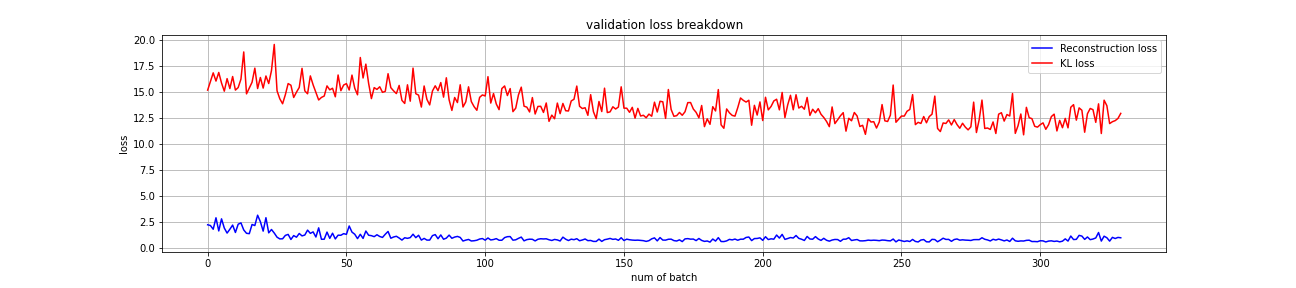 validation loss breakdown
20.0
17.5
15.0
12.5
10.0
7.5
5.0
2.5
0.0
loss
Reconstruction loss
KL loss
0 50 100 150 200 250 300
num of batch